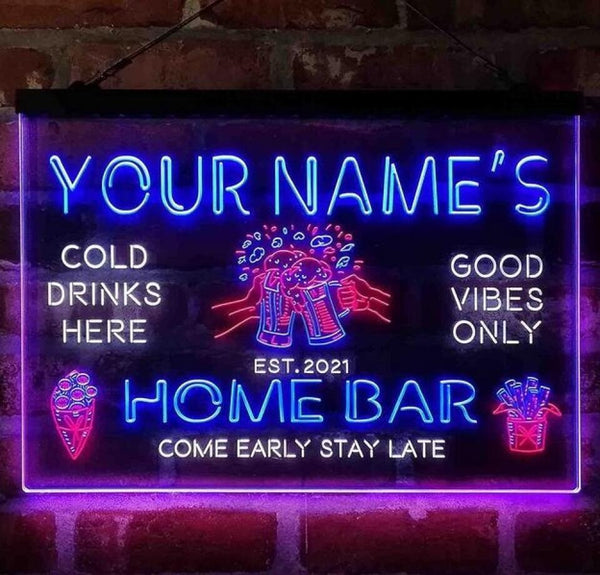 YOUR NAME'S
COLD
DRINKS
HERE
GOOD
VIBES
ONLY
EST. 2021
HOME BAR
COME EARLY STAY LATE